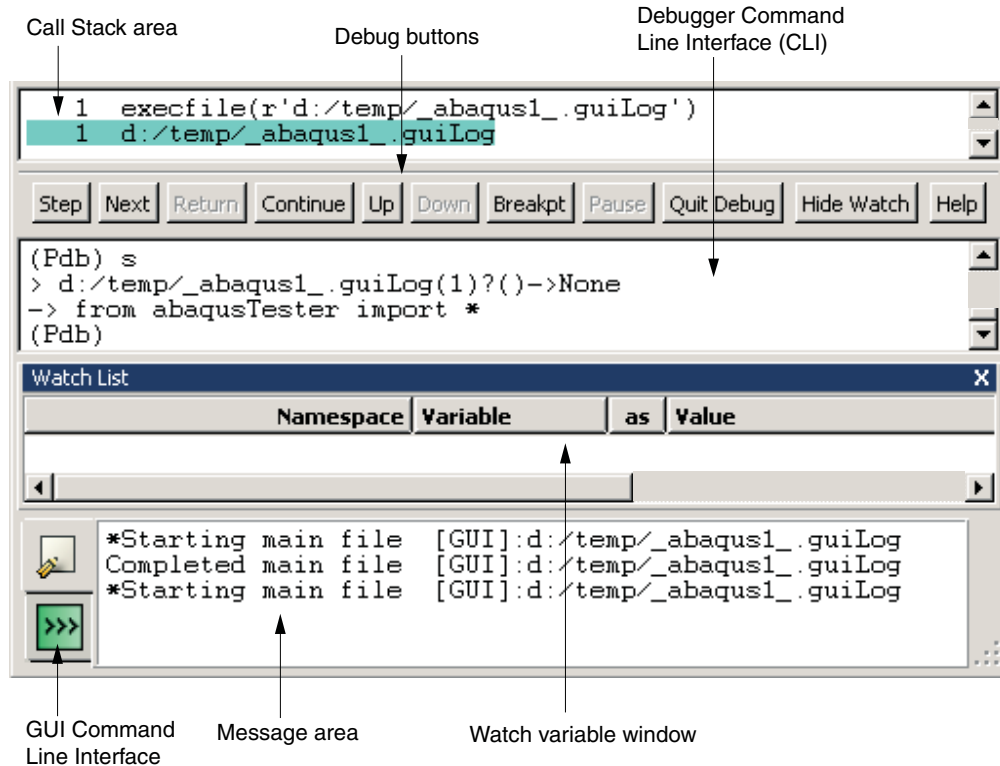 Call Stack area
Debug buttons
Debugger Command
Line Interface (CLI)
1 execfile(r'd:/temp/_abaqus1_.guiLog')
1 d:/temp/_abaqus1_.guiLog
Step Next Return Continue Up Down Breakpt Pause Quit Debug Hide Watch Help
(Pdb) s
> d:/temp/_abaqus1_.guiLog(1)?()->None
-> from abaqusTester import *
(Pdb)
Watch List X
Namespace Variable as Value
*Starting main file [GUI]:d:/temp/_abaqus1_.guiLog
Completed main file [GUI]:d:/temp/_abaqus1_.guiLog
*Starting main file [GUI]:d:/temp/_abaqus1_.guiLog
>>>
GUI Command
Line Interface
Message area
Watch variable window